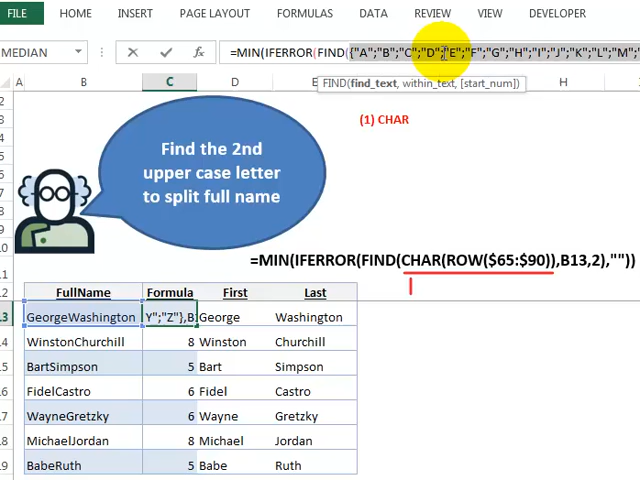 FILE HOME INSERT PAGE LAYOUT FORMULAS DATA REVIEW VIEW DEVELOPER
MEDIAN =MIN(IFERROR(FIND({"A";"B";"C";"D";"E";"F";"G";"H";"I";"J";"K";"L";"M";"
FIND(find_text, within_text, [start_num])
B C D E H
(1) CHAR
Find the 2nd
upper case letter
to split full name
=MIN(IFERROR(FIND(CHAR(ROW($65:$90)),B13,2),""))
FullName Formula First Last
GeorgeWashington Y";"Z"},B George Washington
WinstonChurchill 8 Winston Churchill
BartSimpson 5 Bart Simpson
FidelCastro 6 Fidel Castro
WayneGretzky 6 Wayne Gretzky
MichaelJordan 8 Michael Jordan
BabeRuth 5 Babe Ruth